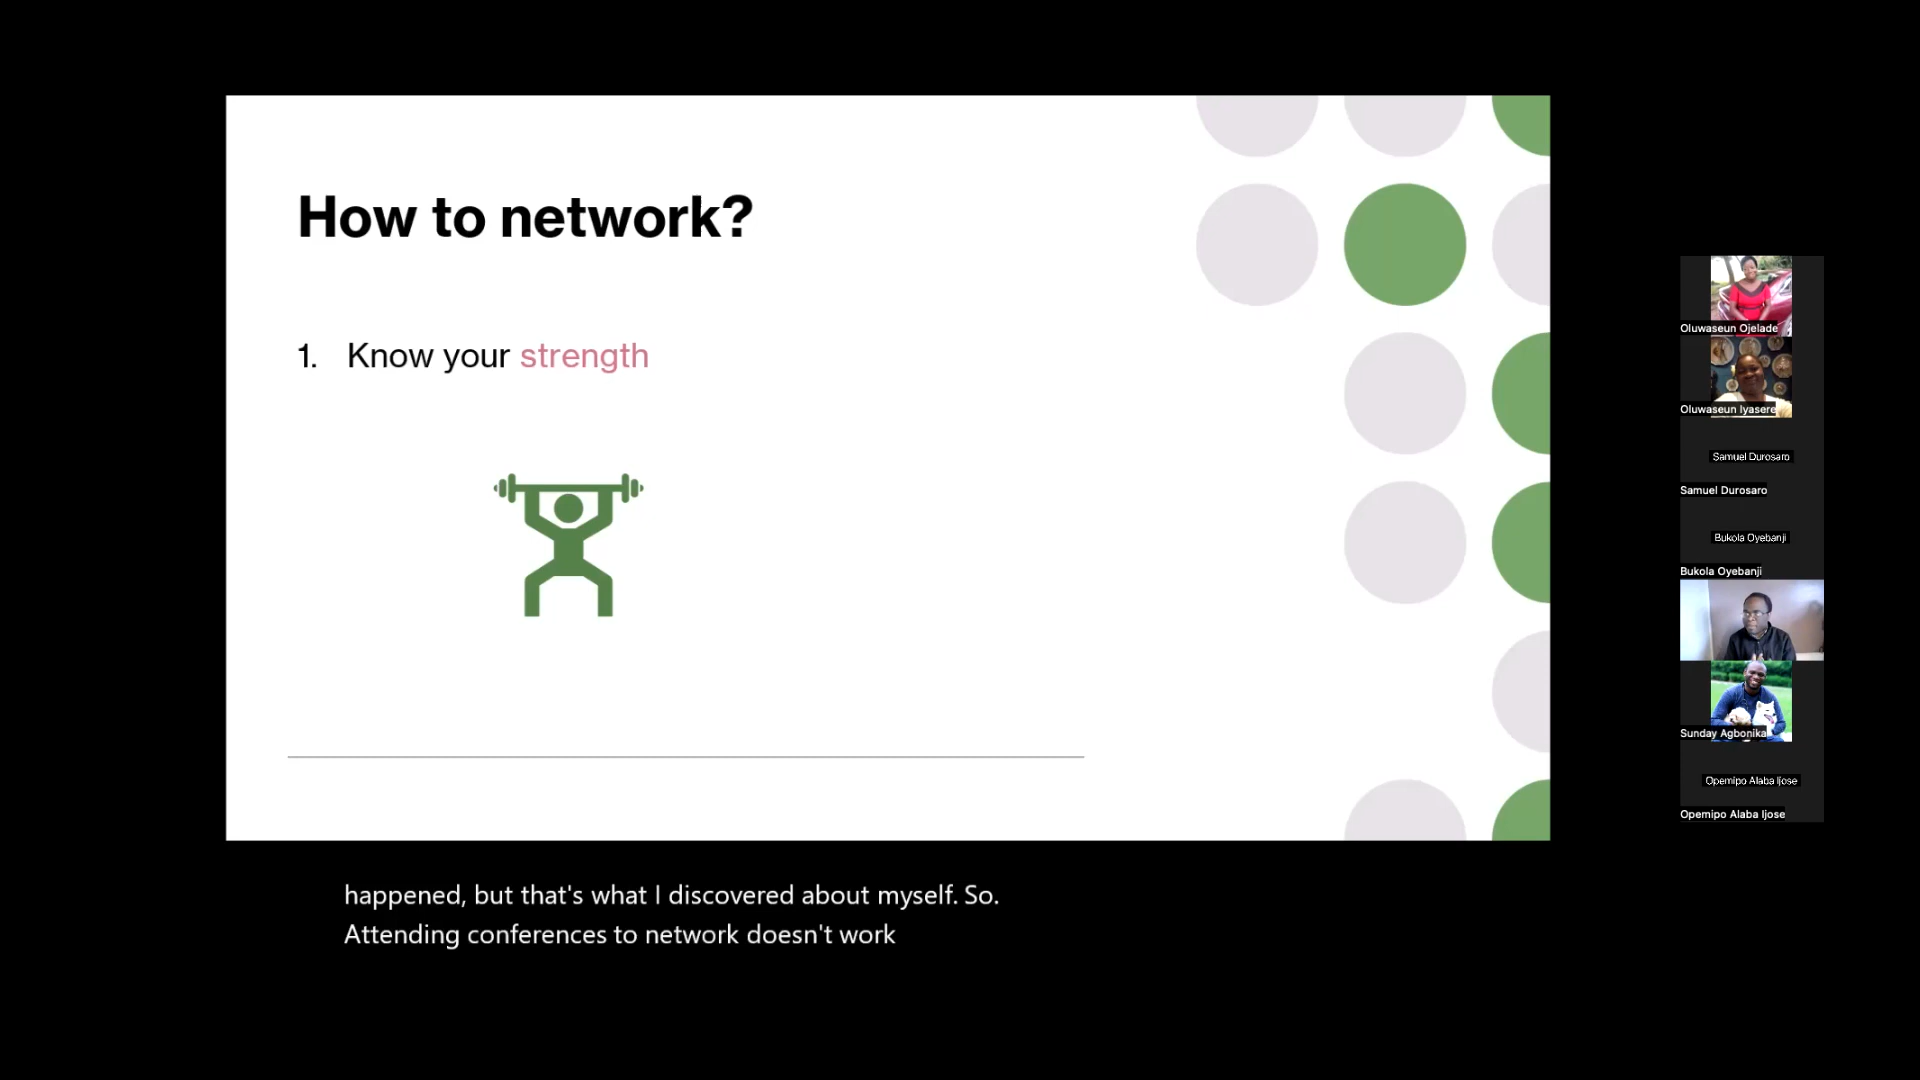 How to network?
1. Know your strength
Oluwaseun Ojelade
Oluwaseun Iyasere
Samuel Durosaro
Samuel Durosaro
Bukola Oyebanji
Bukola Oyebanji
Sunday Agbonika
Opemipo Alaba Ijose
Opemipo Alaba Ijose
happened, but that's what I discovered about myself. So.
Attending conferences to network doesn't work